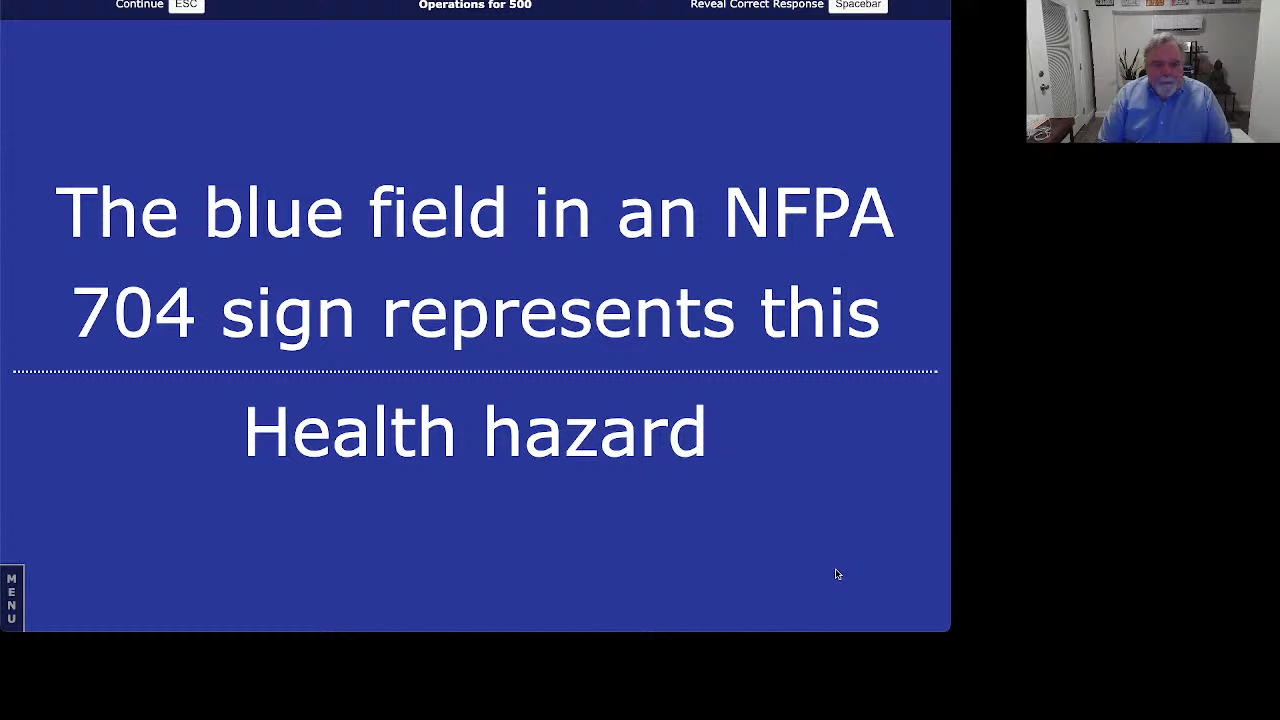 Continue ESC Operations for 500 Reveal Correct Response Spacebar
The blue field in an NFPA
704 sign represents this
Health hazard
MENU